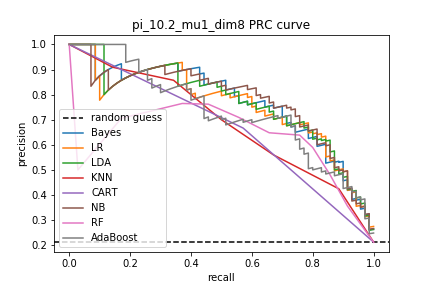 pi_10.2_mu1_dim8 PRC curve
1.0
0.9
0.8
0.7
0.6
0.5
0.4
0.3
0.2
precision
random guess
Bayes
LR
LDA
KNN
CART
NB
RF
AdaBoost
0.0 0.2 0.4 0.6 0.8 1.0
recall